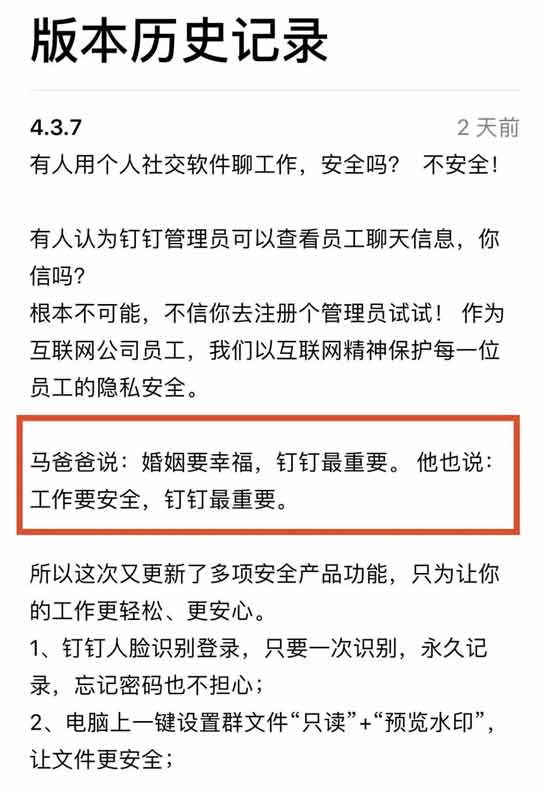 版本历史记录
4.3.7 2 天前
有人用个人社交软件聊工作，安全吗？ 不安全！
有人认为钉钉管理员可以查看员工聊天信息，你
信吗？
根本不可能，不信你去注册个管理员试试！ 作为
互联网公司员工，我们以互联网精神保护每一位
员工的隐私安全。
马爸爸说：婚姻要幸福，钉钉最重要。 他也说：
工作要安全，钉钉最重要。
所以这次又更新了多项安全产品功能，只为让你
的工作更轻松、更安心。
1、钉钉人脸识别登录，只要一次识别，永久记
录，忘记密码也不担心；
2、电脑上一键设置群文件“只读”+“预览水印”，
让文件更安全；